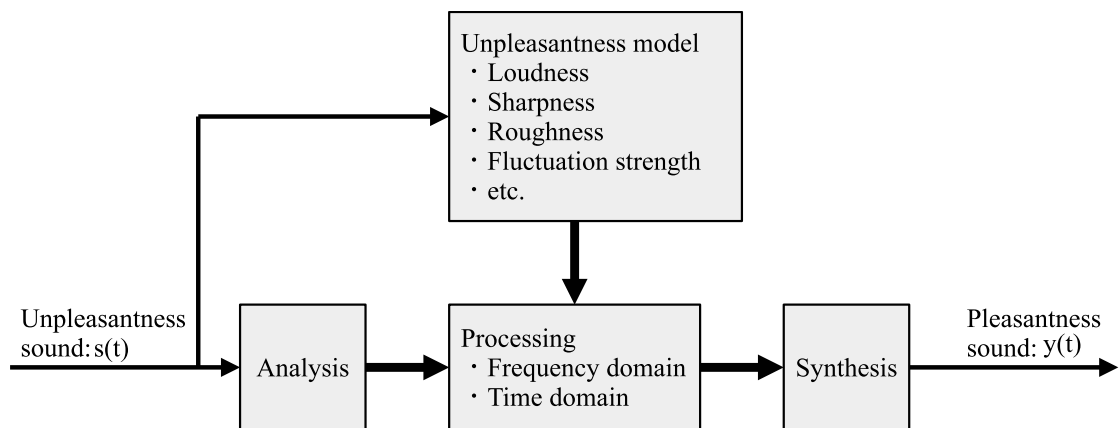 Unpleasantness model
・Loudness
・Sharpness
・Roughness
・Fluctuation strength
・etc.
Unpleasantness
sound: s(t)
Analysis
Processing
・Frequency domain
・Time domain
Synthesis
Pleasantness
sound: y(t)